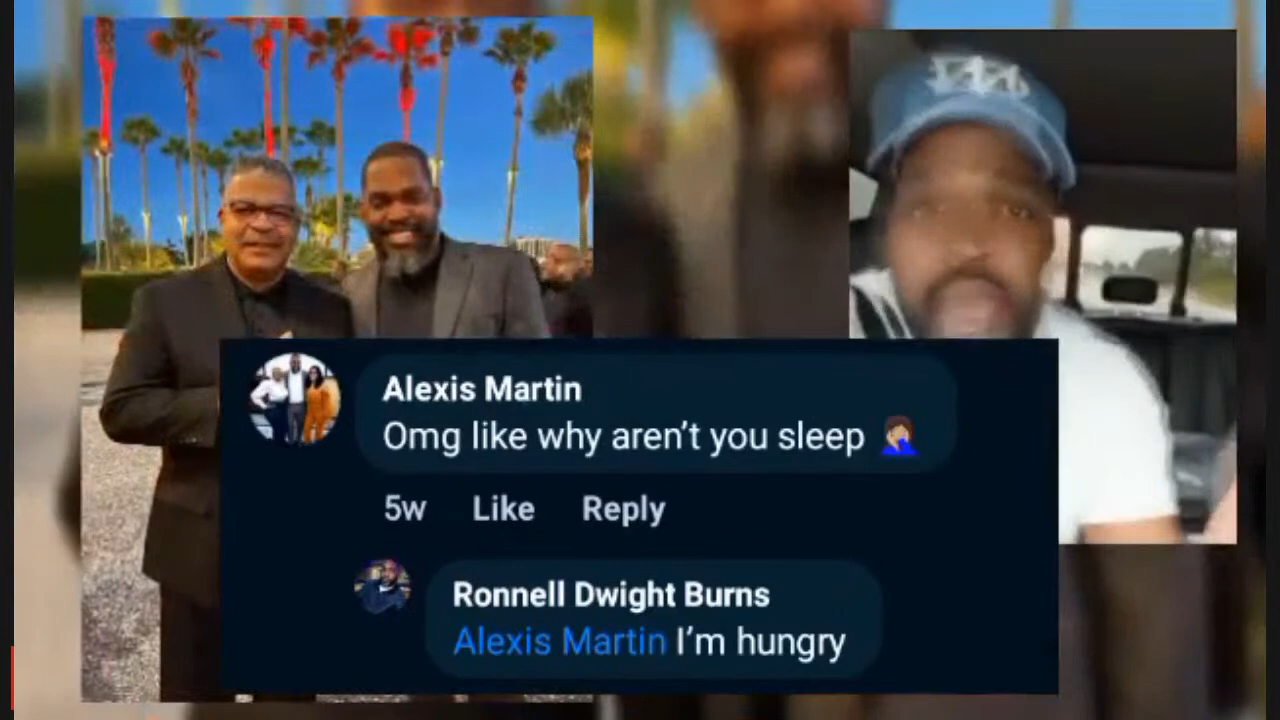 Alexis Martin
Omg like why aren't you sleep 🤦🏽‍♂️
5w Like Reply
Ronnell Dwight Burns
Alexis Martin I'm hungry